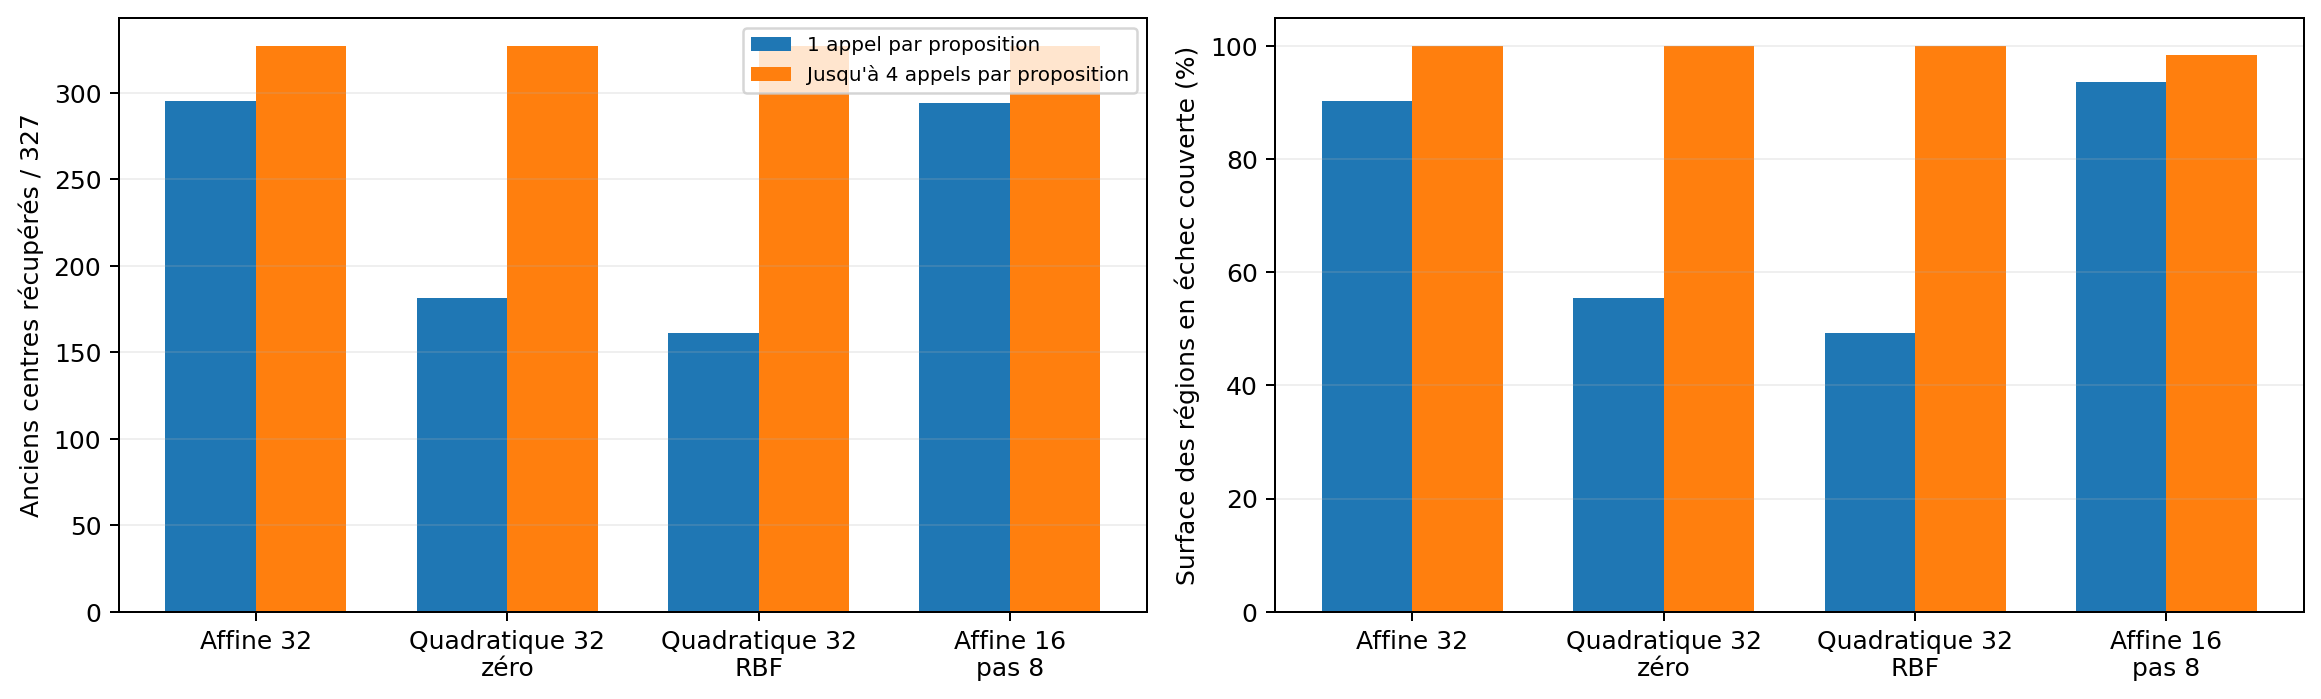 Anciens centres récupérés / 327
300
250
200
150
100
50
0
1 appel par proposition
Jusqu'à 4 appels par proposition
Affine 32
Quadratique 32
zéro
Quadratique 32
RBF
Affine 16
pas 8
Surface des régions en échec couverte (%)
100
80
60
40
20
0
Affine 32
Quadratique 32
zéro
Quadratique 32
RBF
Affine 16
pas 8